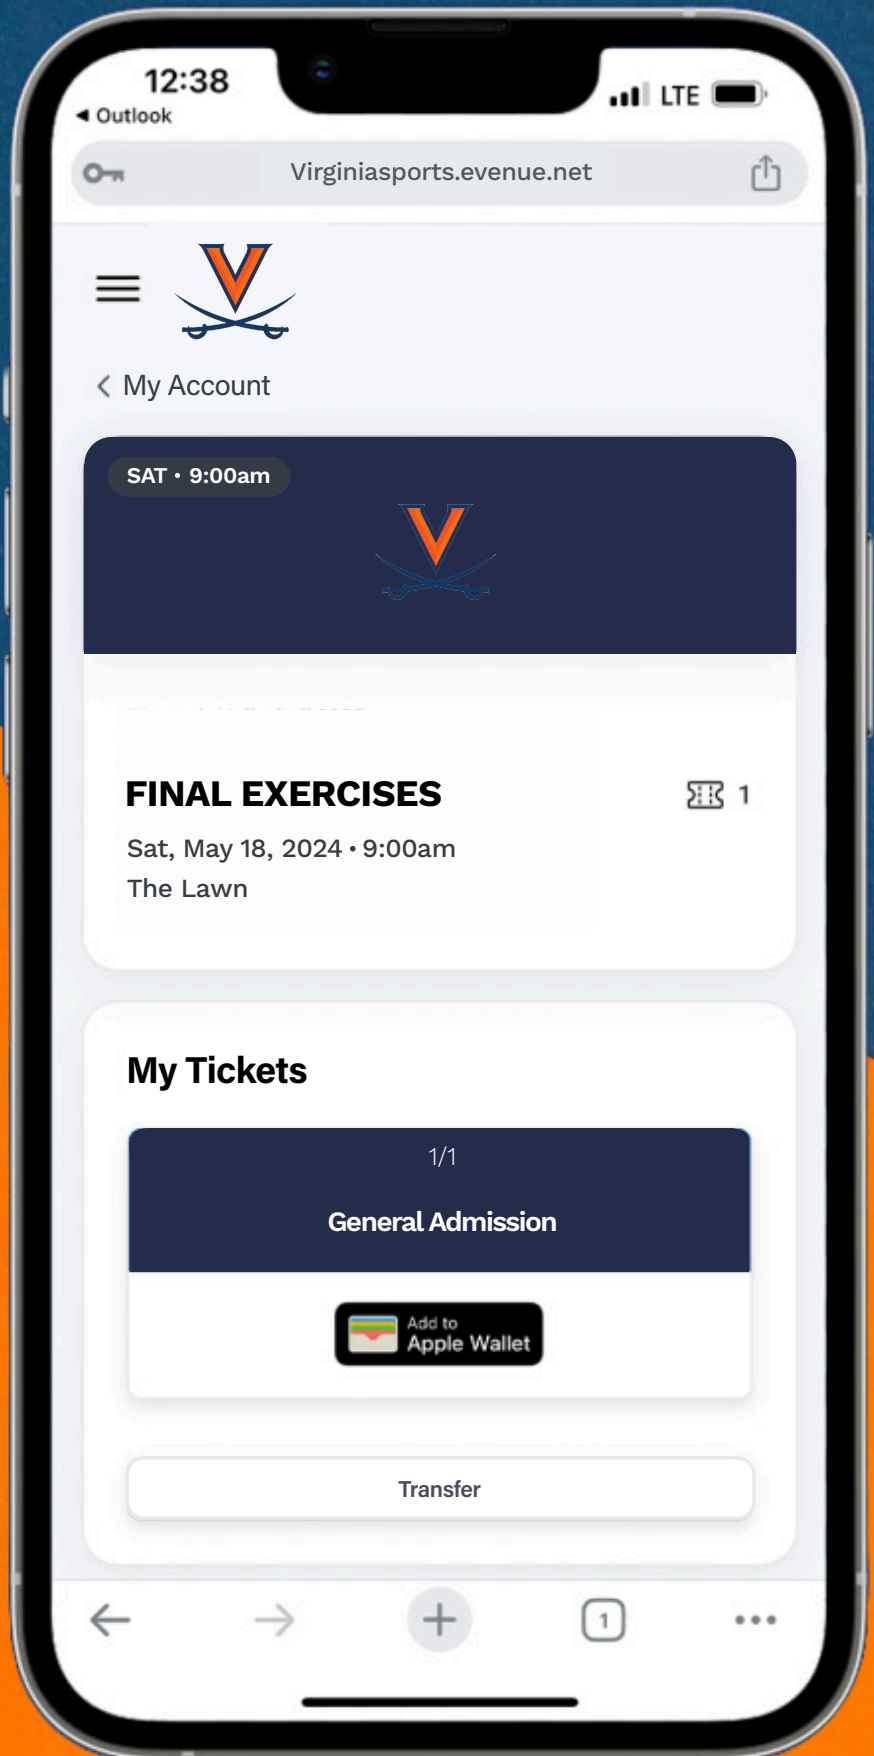 12:38
LTE
◀ Outlook
Virginiasports.evenue.net
V
< My Account
SAT • 9:00am
V
FINAL EXERCISES
1
Sat, May 18, 2024 • 9:00am
The Lawn
My Tickets
1/1
General Admission
Add to
Apple Wallet
Transfer
1